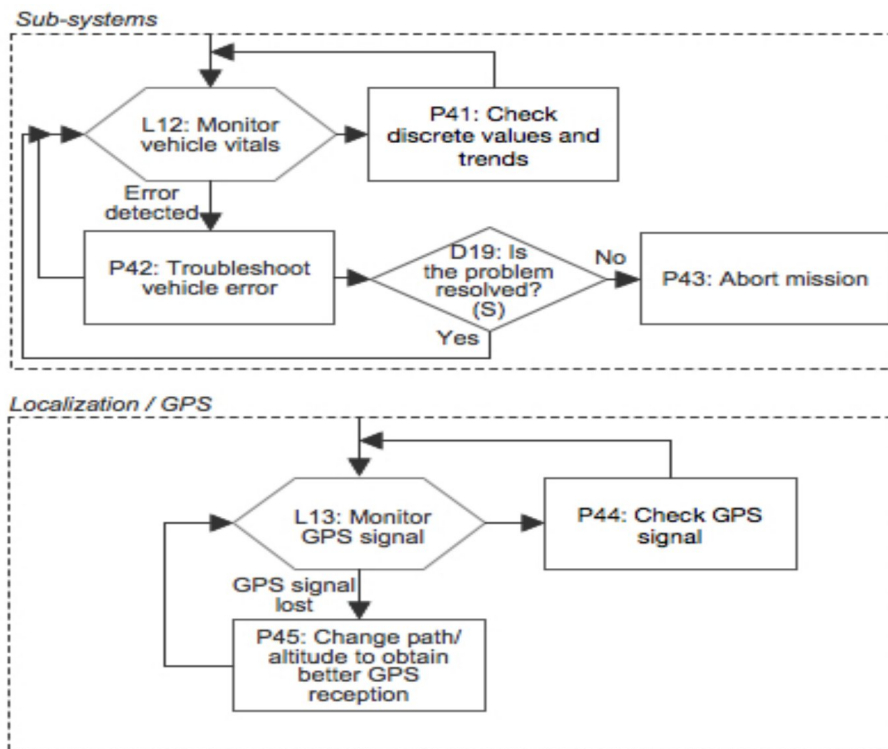 Sub-systems
L12: Monitor
vehicle vitals
P41: Check
discrete values and
trends
Error
detected
P42: Troubleshoot
vehicle error
D19: Is
the problem
resolved?
(S)
No
P43: Abort mission
Yes
Localization / GPS
L13: Monitor
GPS signal
P44: Check GPS
signal
GPS signal
lost
P45: Change path/
altitude to obtain
better GPS
reception